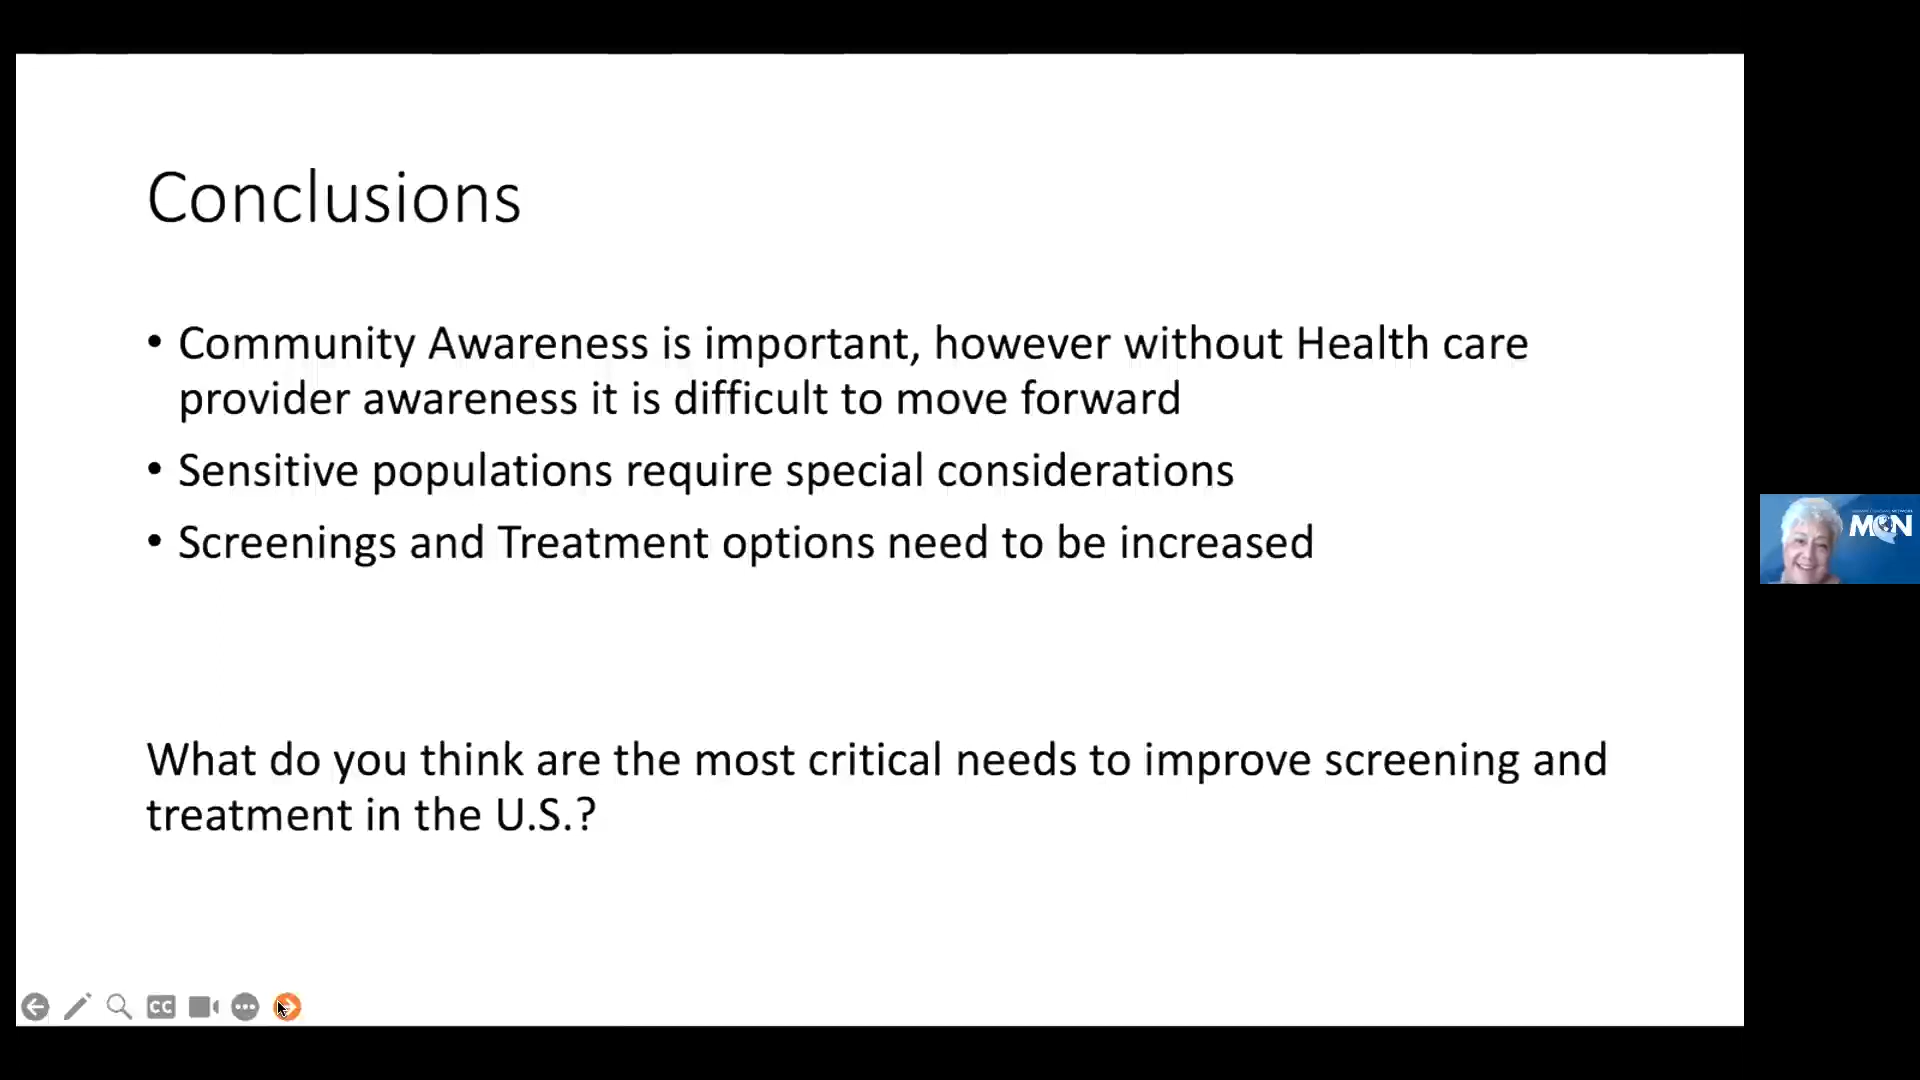 Conclusions
• Community Awareness is important, however without Health care
provider awareness it is difficult to move forward
• Sensitive populations require special considerations
• Screenings and Treatment options need to be increased
What do you think are the most critical needs to improve screening and
treatment in the U.S.?
CC
MCN